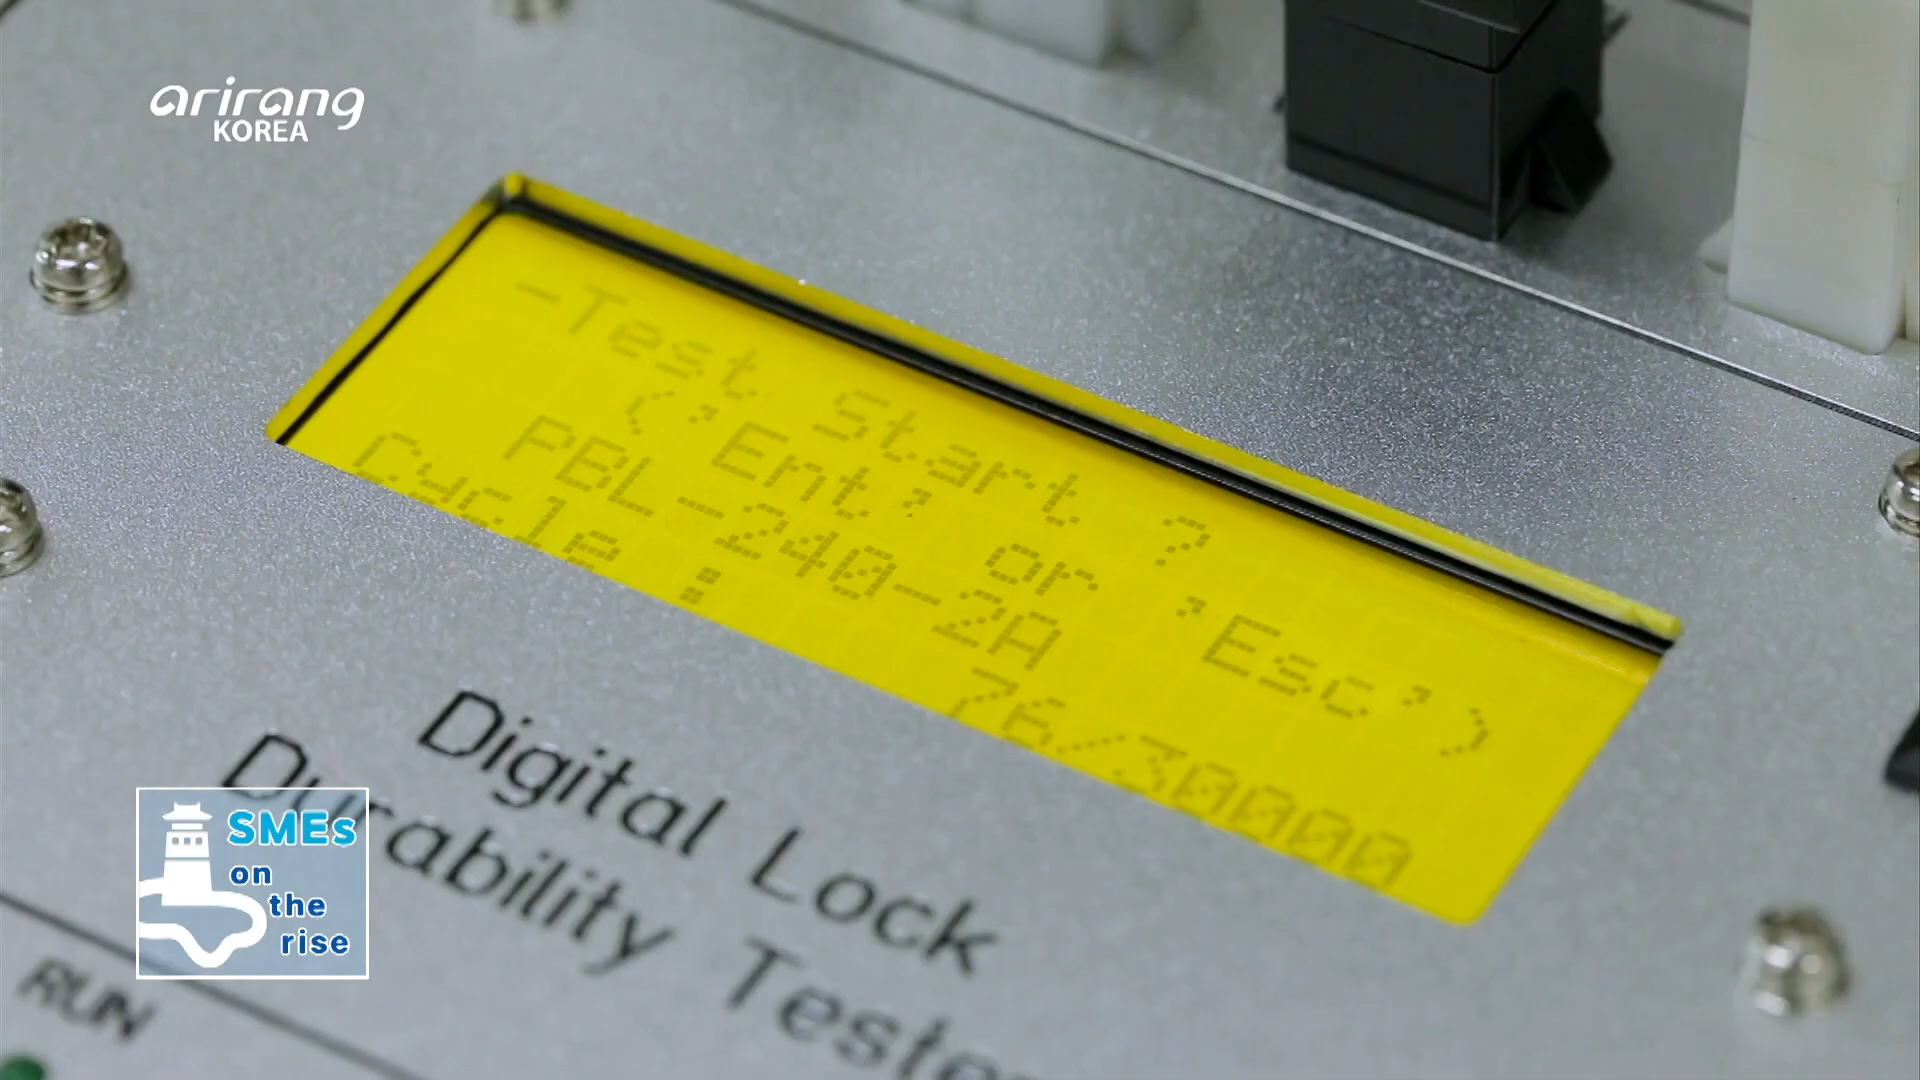 arirang
KOREA
-Test Start ?
('Ent' or 'Esc')
PBL-240-2A
Cycle : 76/30000
Digital Lock
Durability Tester
SMEs
on
the
rise
RUN